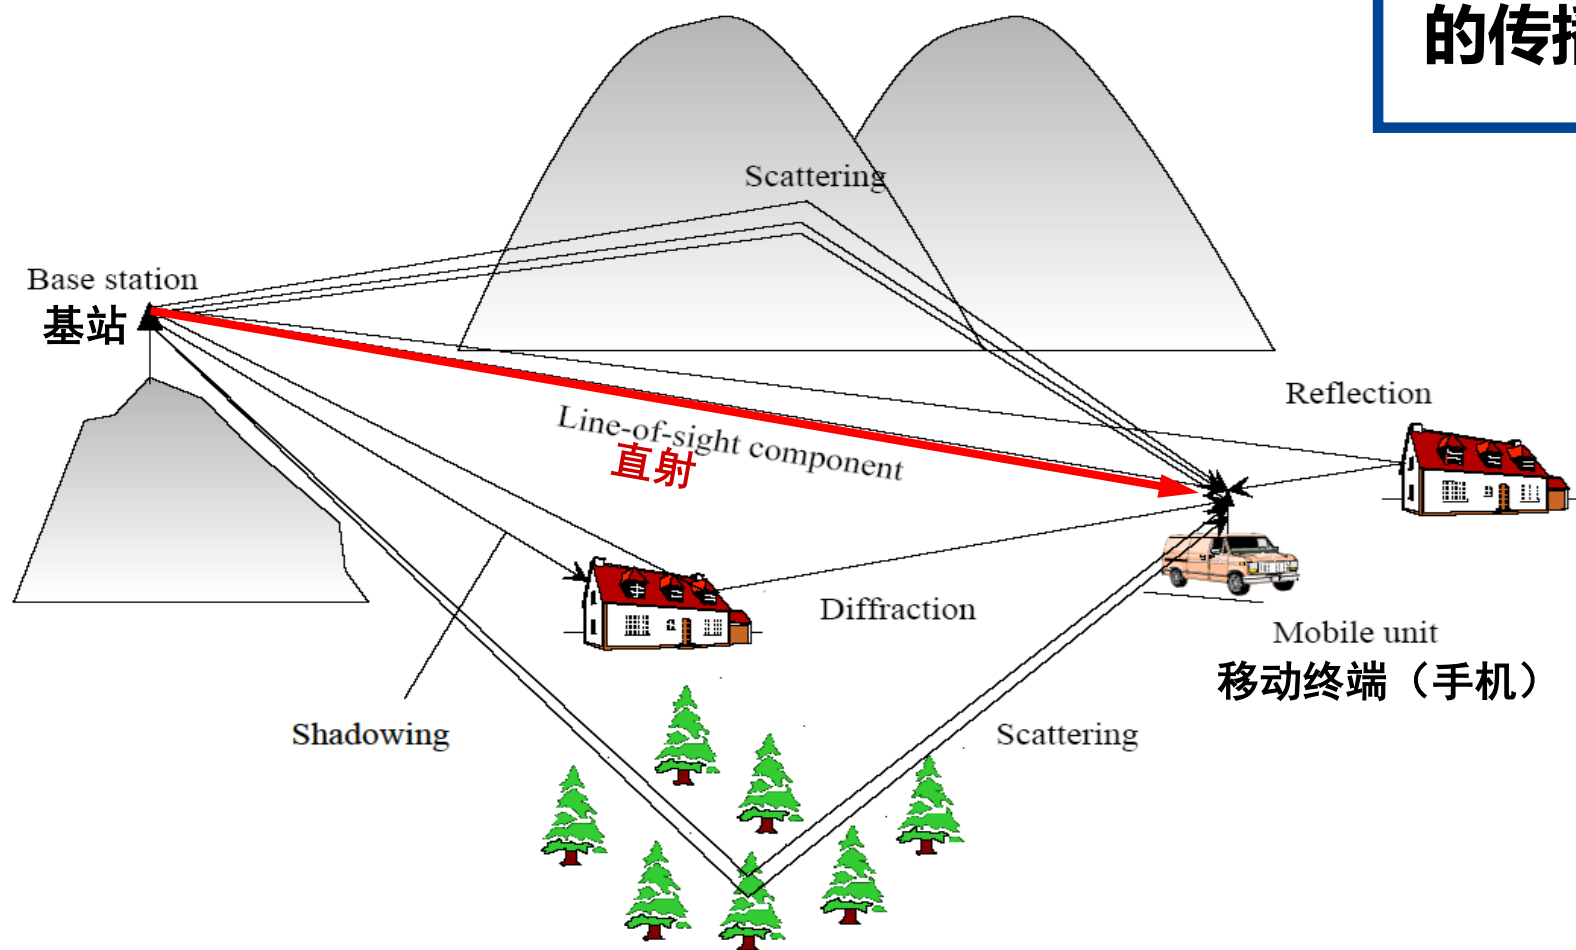 的传播
Scattering
Base station
基站
Reflection
Line-of-sight component
直射
Diffraction
Mobile unit
移动终端（手机）
Shadowing
Scattering